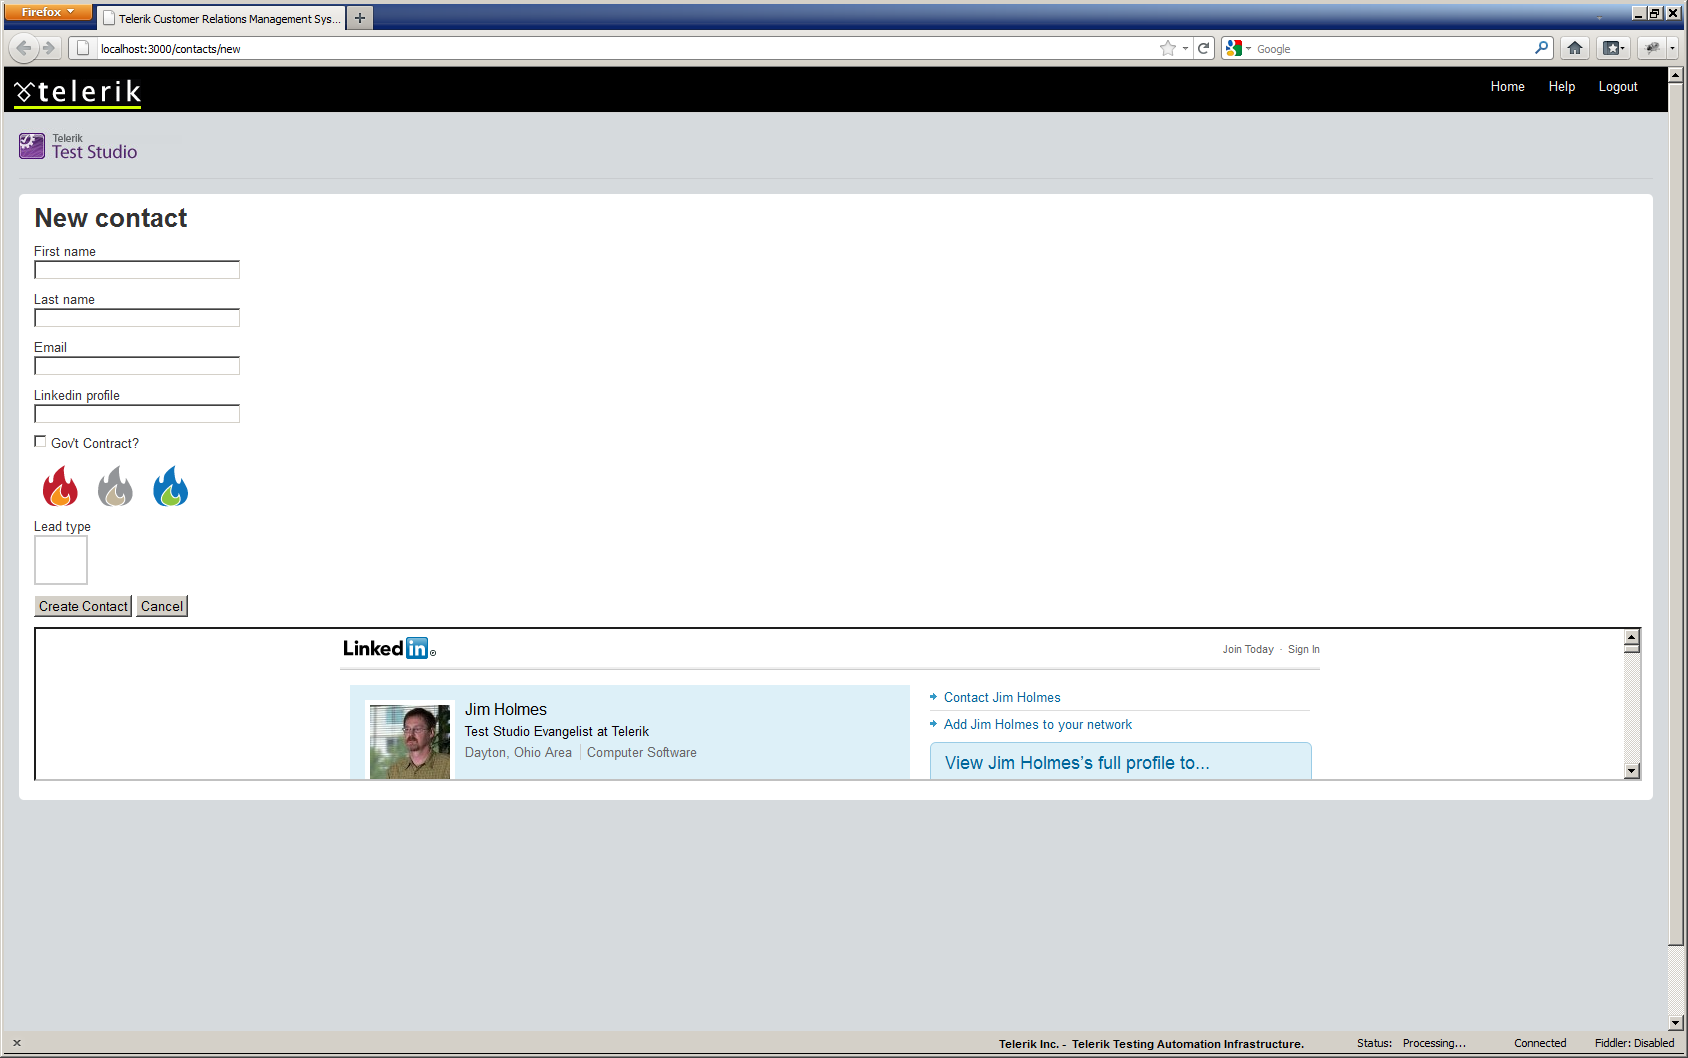 Firefox
Telerik Customer Relations Management Sys...
localhost:3000/contacts/new
Google
telerik
Home Help Logout
Telerik
Test Studio
New contact
First name
Last name
Email
Linkedin profile
Gov't Contract?
Lead type
Create Contact Cancel
Linked in ®
Join Today · Sign In
Jim Holmes
Test Studio Evangelist at Telerik
Dayton, Ohio Area | Computer Software
Contact Jim Holmes
Add Jim Holmes to your network
View Jim Holmes's full profile to...
Telerik Inc. - Telerik Testing Automation Infrastructure. Status: Processing... Connected Fiddler: Disabled